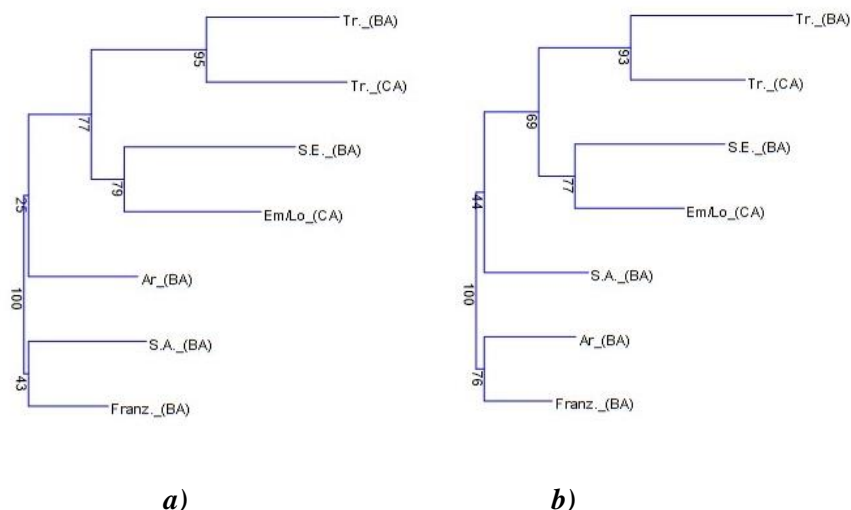 Tr._(BA)
95
Tr._(CA)
77
S.E._(BA)
79
Em/Lo_(CA)
25
Ar_(BA)
100
S.A._(BA)
43
Franz._(BA)
a)
Tr._(BA)
93
Tr._(CA)
69
S.E._(BA)
77
Em/Lo_(CA)
44
S.A._(BA)
100
Ar_(BA)
76
Franz._(BA)
b)